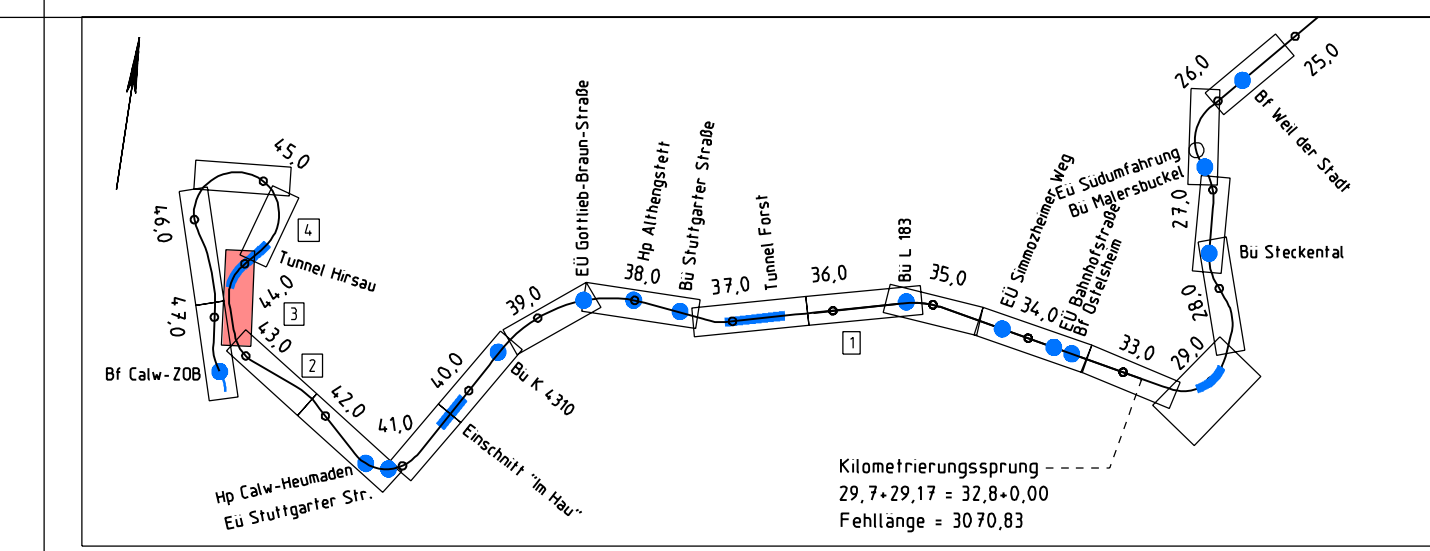 25,0
26,0
Bf Weil der Stadt
EÜ Südumfahrung
Bü Malersbuckel
27,0
Bü Steckental
28,0
29,0
33,0
EÜ Simmozheimer Weg
34,0
EÜ Bahnhofstraße
Bf Ostelsheim
35,0
Bü L 183
36,0
1
Tunnel Forst
37,0
Bü Stuttgarter Straße
Hp Althengstett
38,0
EÜ Gottlieb-Braun-Straße
39,0
Bü K 4310
40,0
Einschnitt "Im Hau"
41,0
Hp Calw-Heumaden
Eü Stuttgarter Str.
42,0
2
43,0
3
44,0
Tunnel Hirsau
4
45,0
46,0
47,0
Bf Calw-ZOB
Kilometrierungssprung
29,7+29,17 = 32,8+0,00
Fehllänge = 3070,83